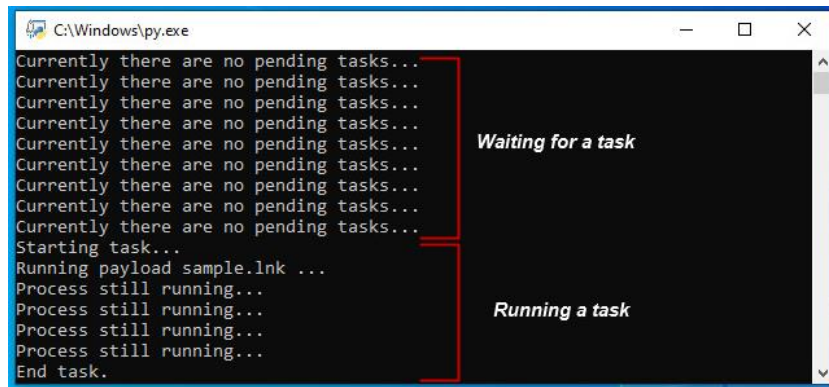 C:\Windows\py.exe
Currently there are no pending tasks...
Currently there are no pending tasks...
Currently there are no pending tasks...
Currently there are no pending tasks...
Currently there are no pending tasks...
Waiting for a task
Currently there are no pending tasks...
Currently there are no pending tasks...
Currently there are no pending tasks...
Currently there are no pending tasks...
Starting task...
Running payload sample.lnk ...
Process still running...
Process still running...
Running a task
Process still running...
Process still running...
End task.